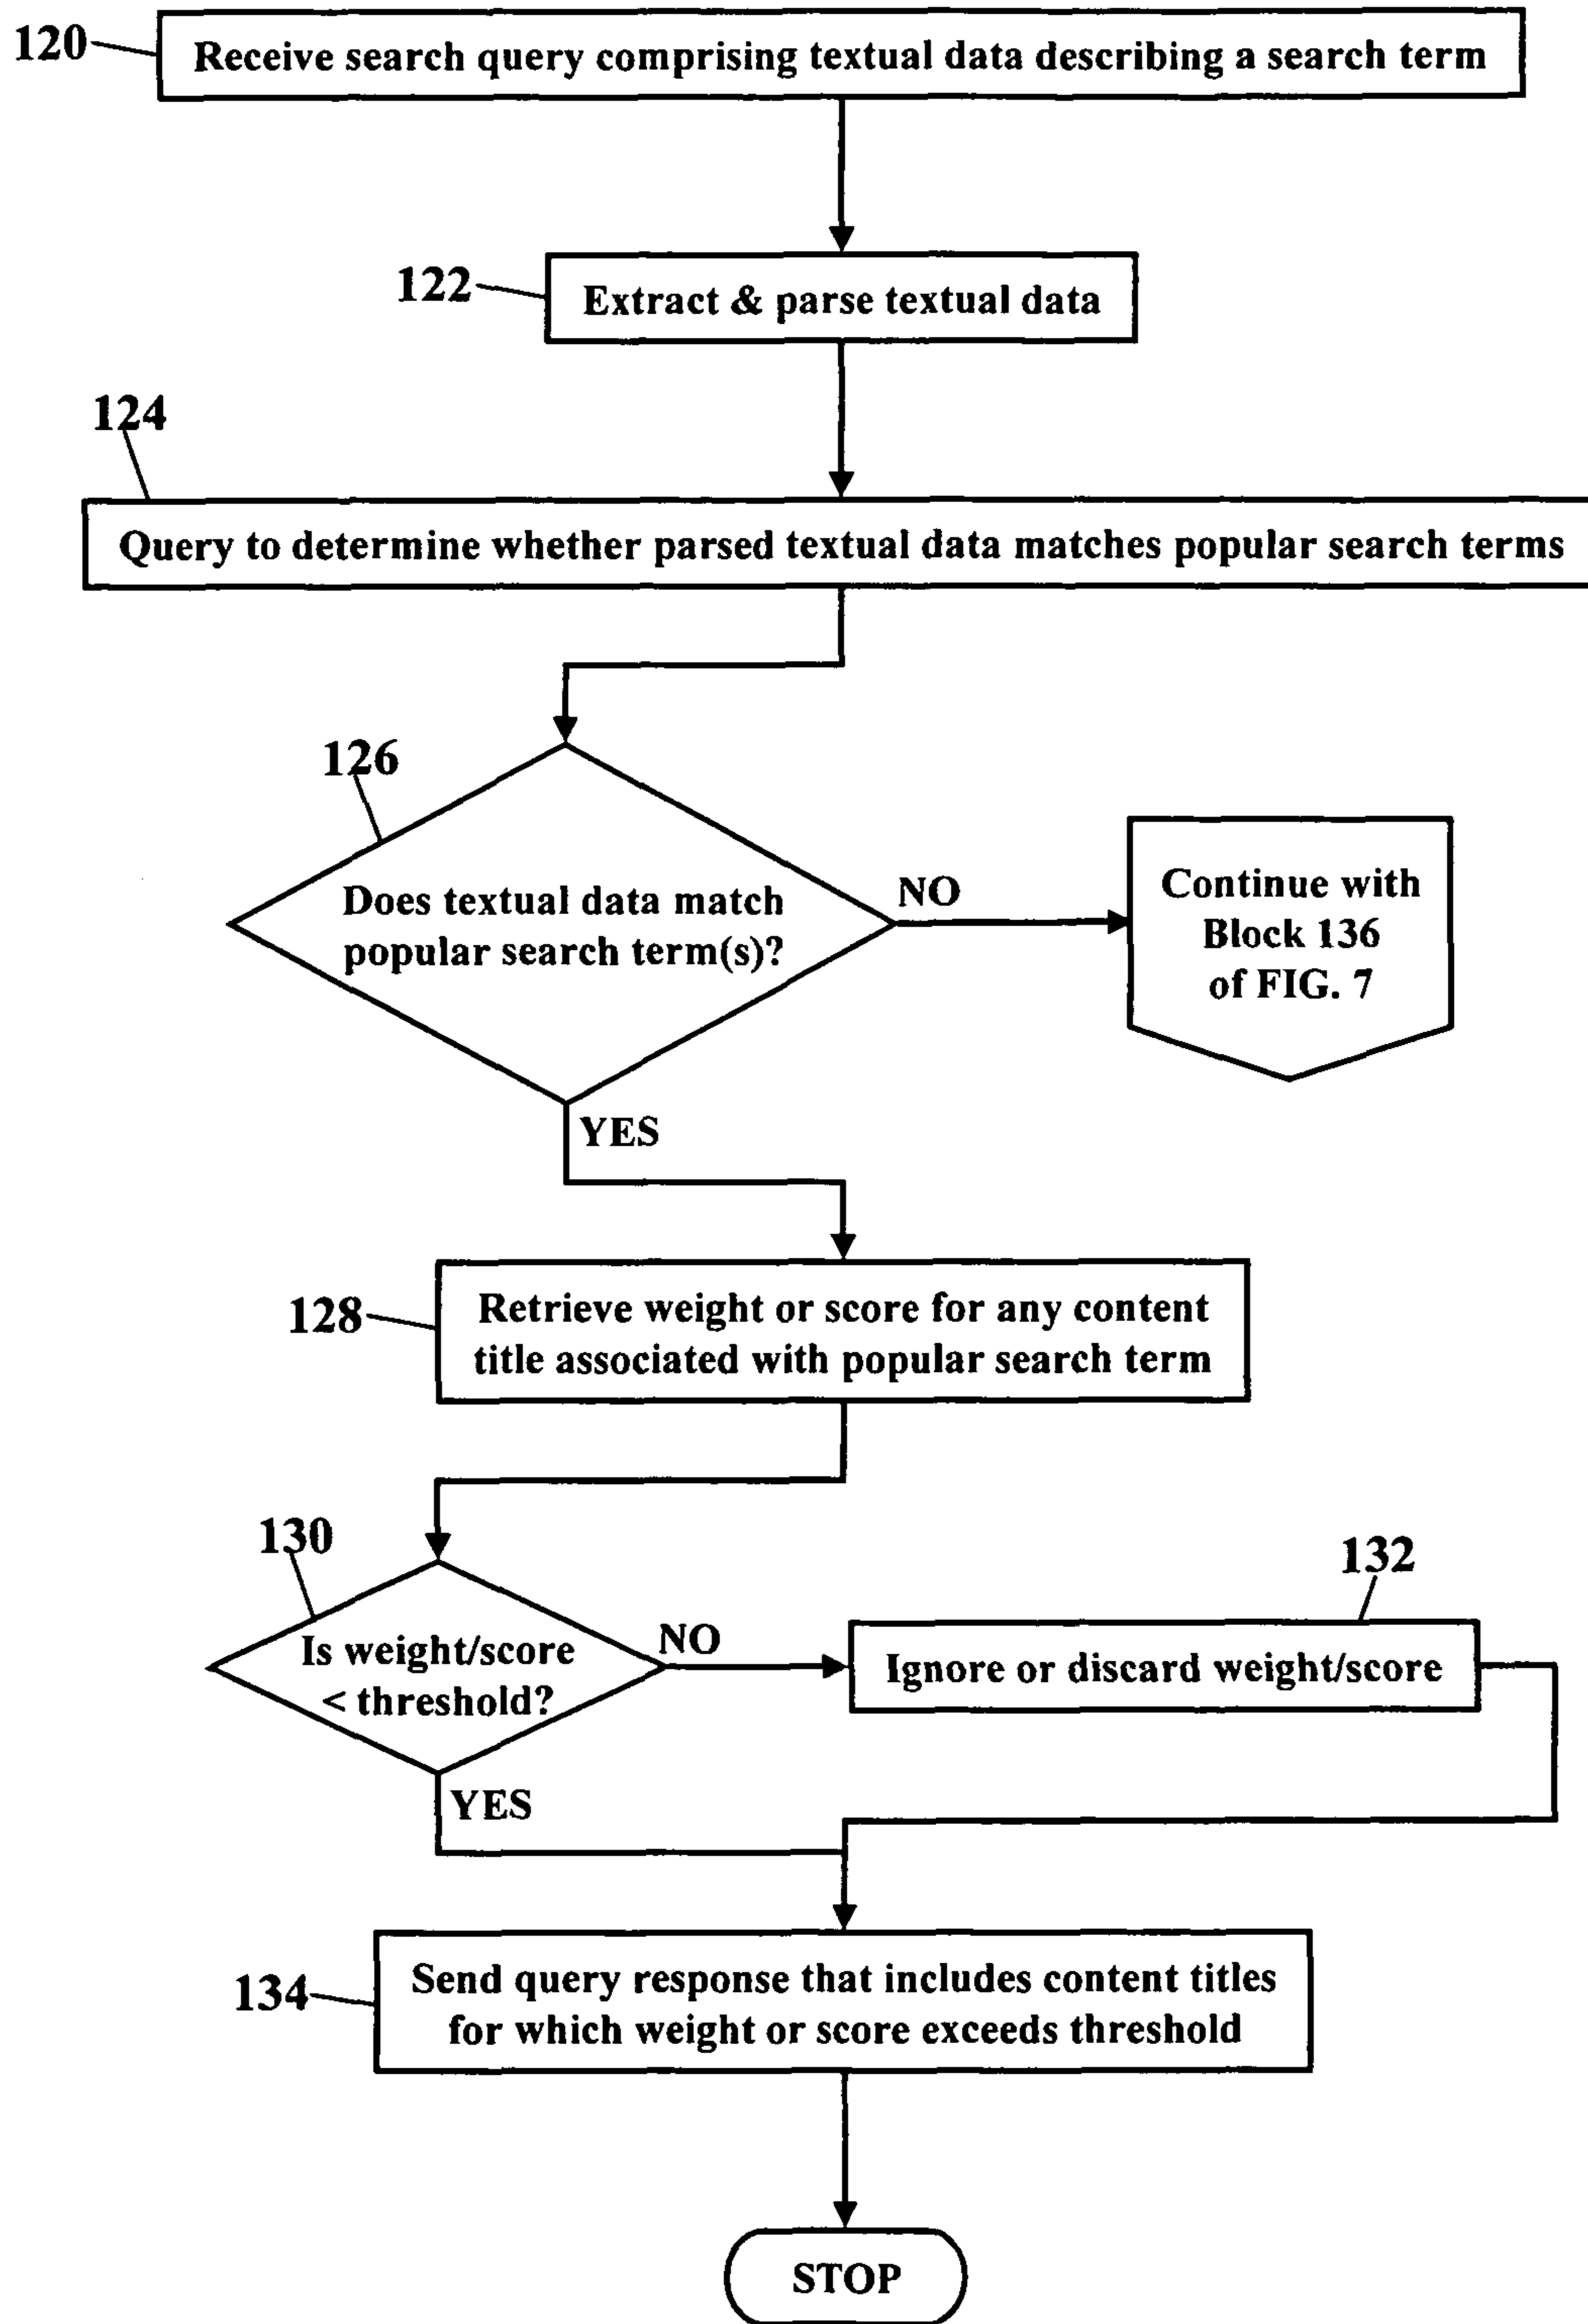 120
Receive search query comprising textual data describing a search term
122
Extract & parse textual data
124
Query to determine whether parsed textual data matches popular search terms
126
Does textual data match
popular search term(s)?
NO
Continue with
Block 136
of FIG. 7
YES
128
Retrieve weight or score for any content
title associated with popular search term
130
Is weight/score
< threshold?
NO
132
Ignore or discard weight/score
YES
134
Send query response that includes content titles
for which weight or score exceeds threshold
STOP